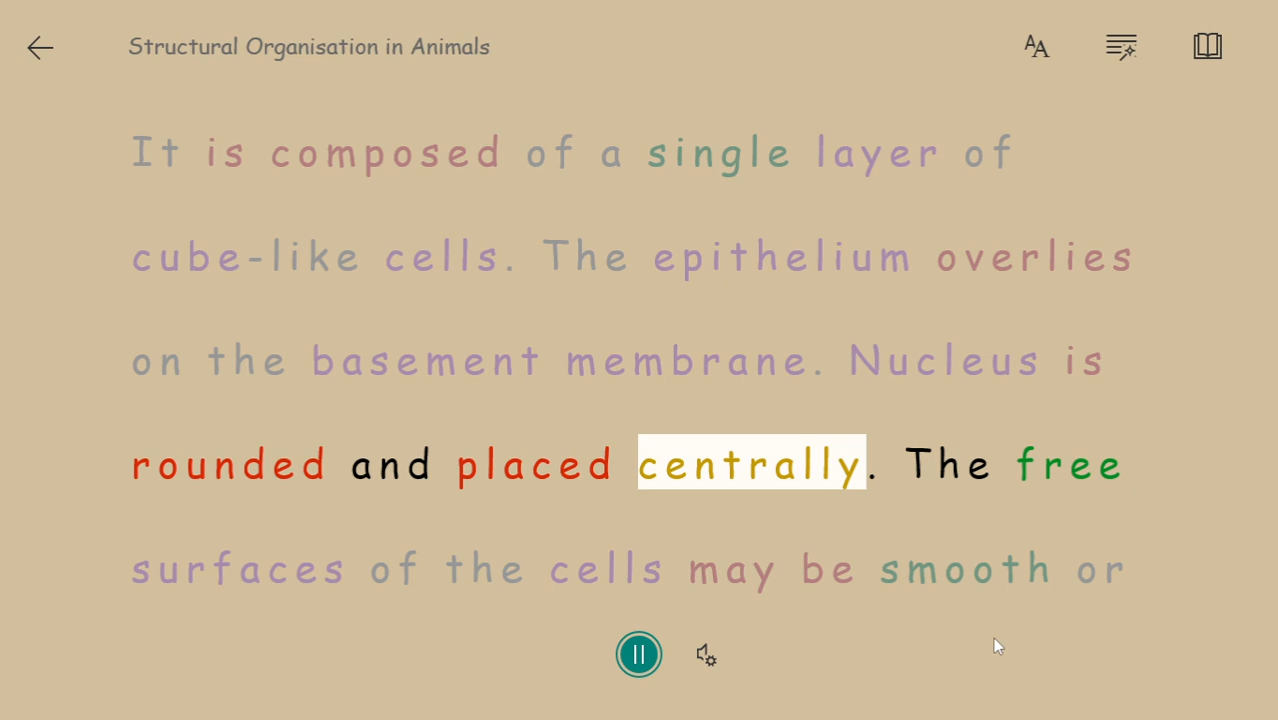 Structural Organisation in Animals
It is composed of a single layer of
cube-like cells. The epithelium overlies
on the basement membrane. Nucleus is
rounded and placed centrally. The free
surfaces of the cells may be smooth or